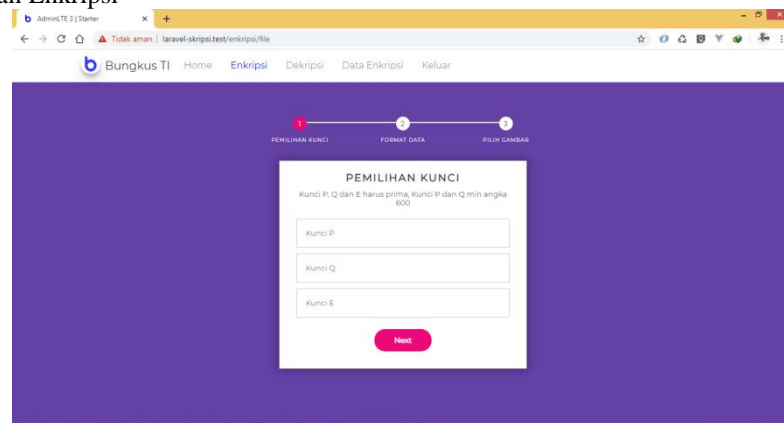 an Enkripsi
AdminLTE 3 | Starter
Tidak aman | laravel-skripsi.test/enkripsi/file
b Bungkus TI Home Enkripsi Dekripsi Data Enkripsi Keluar
1 2 3
PEMILIHAN KUNCI FORMAT DATA PILIH GAMBAR
PEMILIHAN KUNCI
Kunci P, Q dan E harus prima, Kunci P dan Q min angka
600
Kunci P
Kunci Q
Kunci E
Next